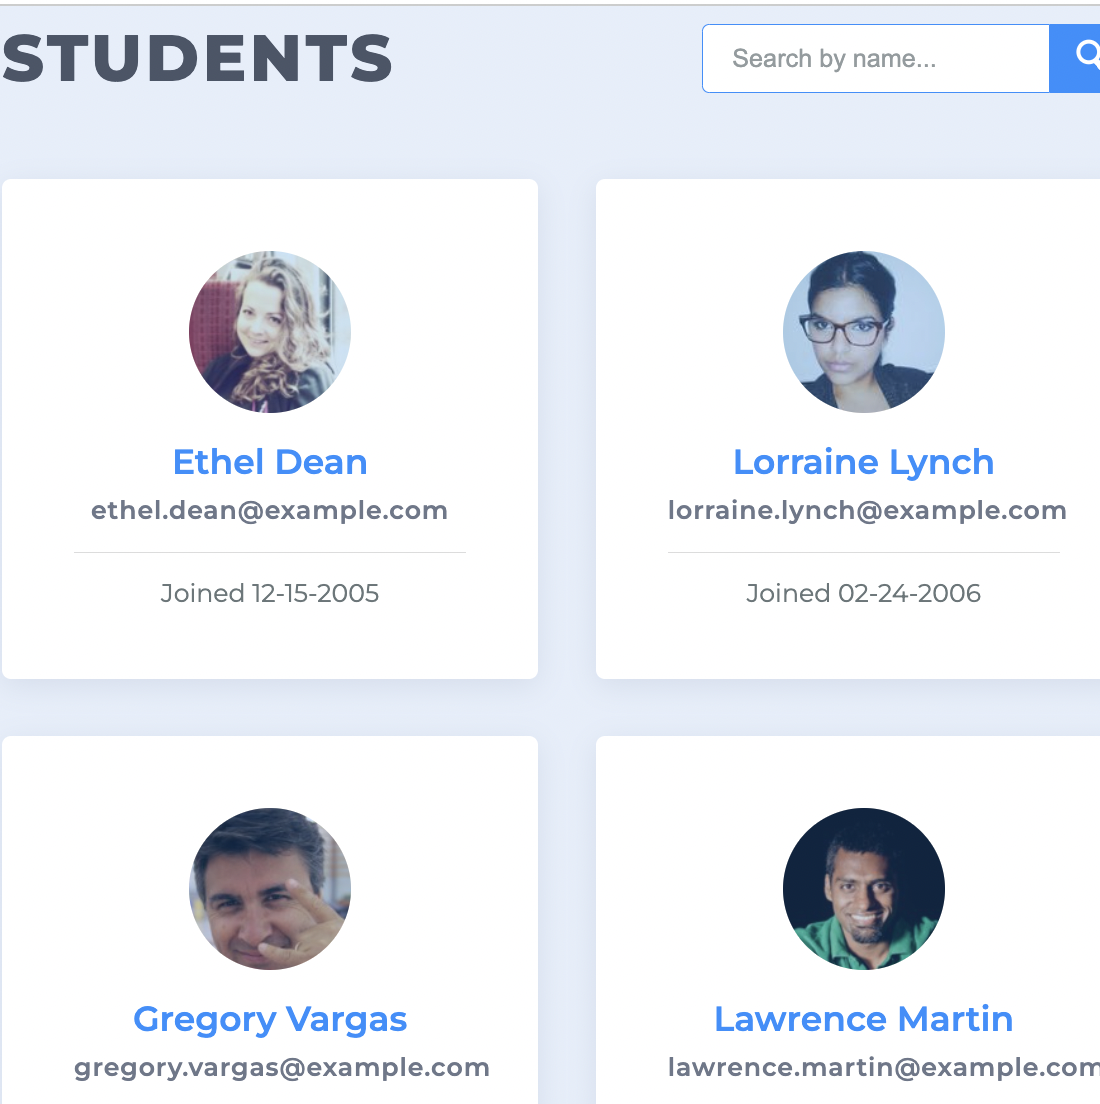 STUDENTS
Search by name...
Ethel Dean
ethel.dean@example.com
Joined 12-15-2005
Lorraine Lynch
lorraine.lynch@example.com
Joined 02-24-2006
Gregory Vargas
gregory.vargas@example.com
Lawrence Martin
lawrence.martin@example.com